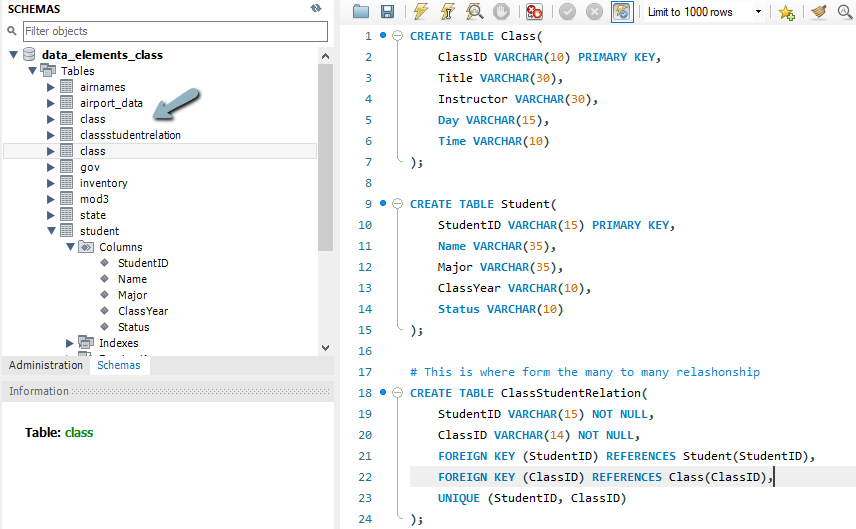 SCHEMAS
Filter objects
data_elements_class
Tables
airnames
airport_data
class
classstudentrelation
class
gov
inventory
mod3
state
student
Columns
StudentID
Name
Major
ClassYear
Status
Indexes
Administration Schemas
Information
Table: class
Limit to 1000 rows
1 CREATE TABLE Class(
2 ClassID VARCHAR(10) PRIMARY KEY,
3 Title VARCHAR(30),
4 Instructor VARCHAR(30),
5 Day VARCHAR(15),
6 Time VARCHAR(10)
7 );
8
9 CREATE TABLE Student(
10 StudentID VARCHAR(15) PRIMARY KEY,
11 Name VARCHAR(35),
12 Major VARCHAR(35),
13 ClassYear VARCHAR(10),
14 Status VARCHAR(10)
15 );
16
17 # This is where form the many to many relashonship
18 CREATE TABLE ClassStudentRelation(
19 StudentID VARCHAR(15) NOT NULL,
20 ClassID VARCHAR(14) NOT NULL,
21 FOREIGN KEY (StudentID) REFERENCES Student(StudentID),
22 FOREIGN KEY (ClassID) REFERENCES Class(ClassID),
23 UNIQUE (StudentID, ClassID)
24 );